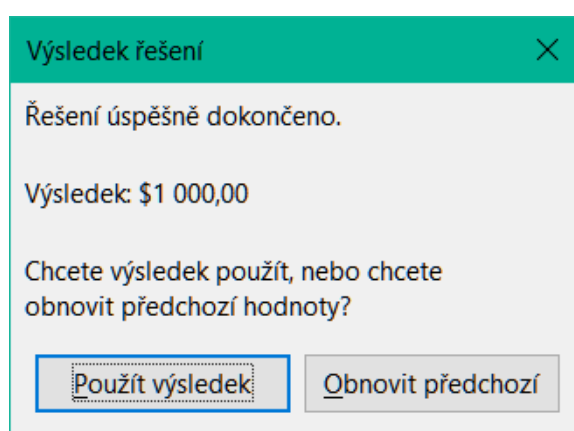 Výsledek řešení
Řešení úspěšně dokončeno.
Výsledek: $1 000,00
Chcete výsledek použít, nebo chcete
obnovit předchozí hodnoty?
Použít výsledek
Obnovit předchozí